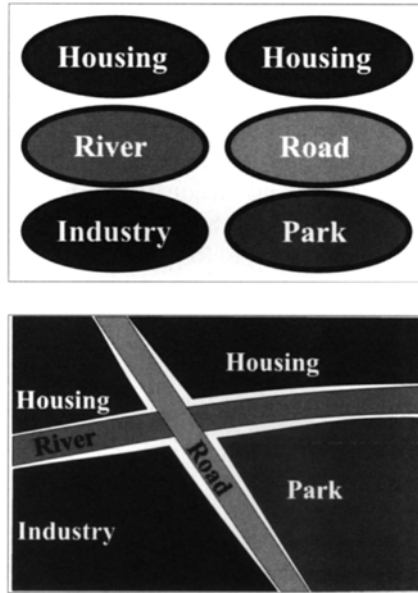 Housing Housing
River Road
Industry Park
Housing
Housing
River
Road
Park
Industry